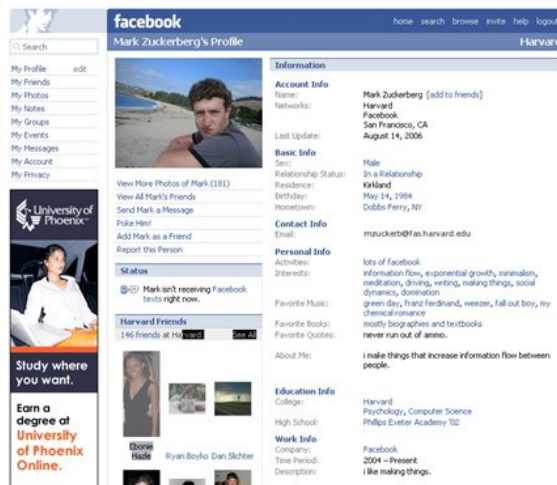 facebook
home search browse invite help logout
Mark Zuckerberg's Profile
Harvard
Search
My Profile edit
My Friends
My Photos
My Notes
My Groups
My Events
My Messages
My Account
My Privacy
University of
Phoenix
Study where
you want.
Earn a
degree at
University
of Phoenix
Online.
View More Photos of Mark (181)
View All Mark's Friends
Send Mark a Message
Poke Him!
Add Mark as a Friend
Report this Person
Status
Mark isn't receiving Facebook
texts right now.
Harvard Friends
146 friends at Harvard. See All
Ebonie
Hazle
Ryan Boyko
Dan Slichter
Information
Account Info
Name: Mark Zuckerberg [add to friends]
Networks: Harvard
Facebook
San Francisco, CA
Last Update: August 14, 2006
Basic Info
Sex: Male
Relationship Status: In a Relationship
Residence: Kirkland
Birthday: May 14, 1984
Hometown: Dobbs Ferry, NY
Contact Info
Email: mzuckerb@fas.harvard.edu
Personal Info
Activities: lots of facebook
Interests: information flow, exponential growth, minimalism,
meditation, driving, writing, making things, social
dynamics, domination
Favorite Music: green day, franz ferdinand, weezer, fall out boy, my
chemical romance
Favorite Books: mostly biographies and textbooks
Favorite Quotes: never run out of ammo.
About Me: i make things that increase information flow between
people.
Education Info
College: Harvard
Psychology, Computer Science
High School: Phillips Exeter Academy '02
Work Info
Company: Facebook
Time Period: 2004 – Present
Description: i like making things.